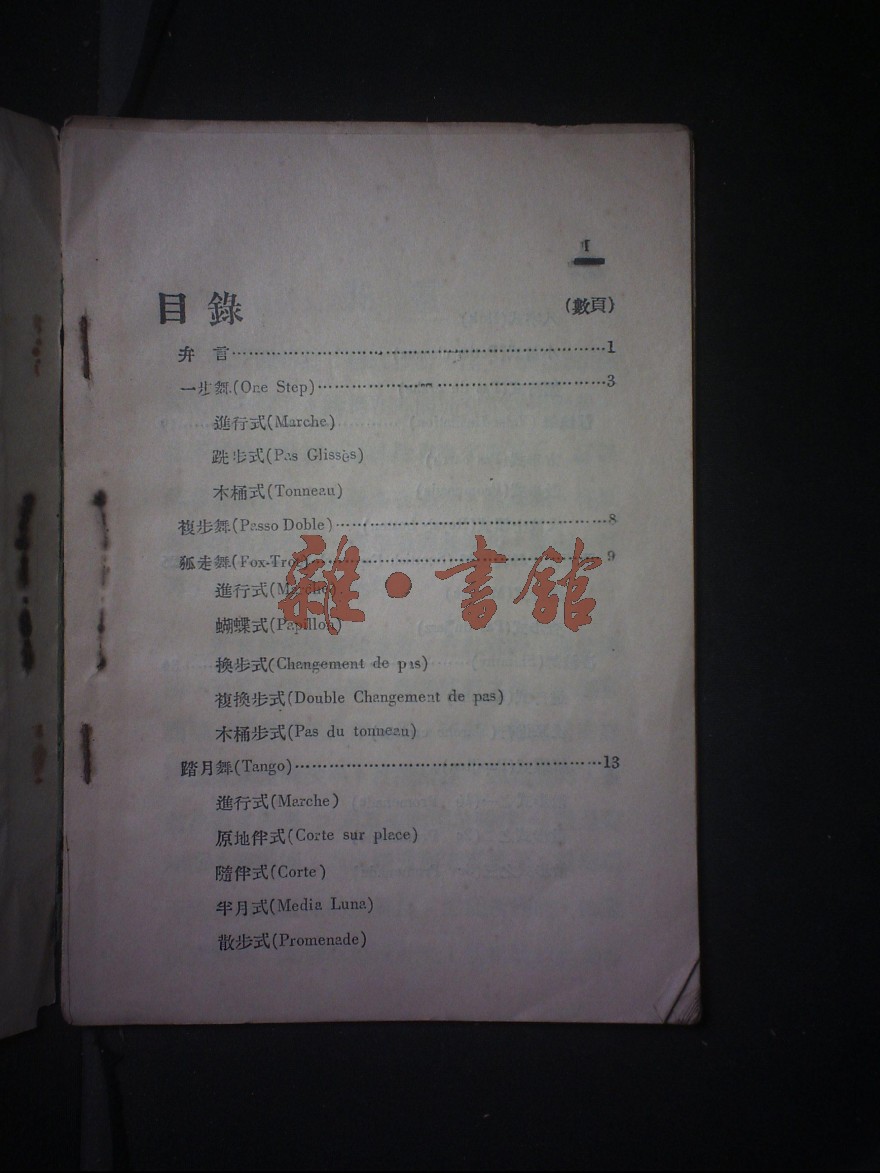 I
目錄 (數頁)
弁言………………………………1
一步舞(One Step)………………………………3
進行式(Marche)
跣步式(Pas Glissès)
木桶式(Tonneau)
複步舞(Passo Doble)………………………………8
狐走舞(Fox-Trot)………………………………9
進行式(Marche)
蝴蝶式(Papillon)
換步式(Changement de pas)
複換步式(Double Changement de pas)
木桶步式(Pas du tonneau)
踏月舞(Tango)………………………………13
進行式(Marche)
原地伴式(Corte sur place)
隨伴式(Corte)
半月式(Media Luna)
散步式(Promenade)
雜·書館